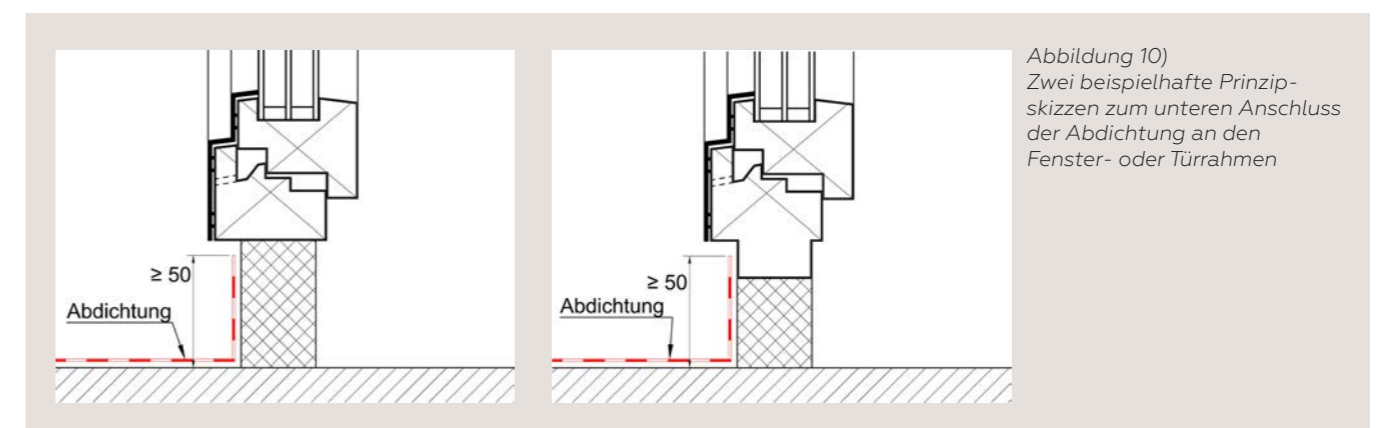 ≥ 50
Abdichtung
≥ 50
Abdichtung
Abbildung 10)
Zwei beispielhafte Prinzip-
skizzen zum unteren Anschluss
der Abdichtung an den
Fenster- oder Türrahmen